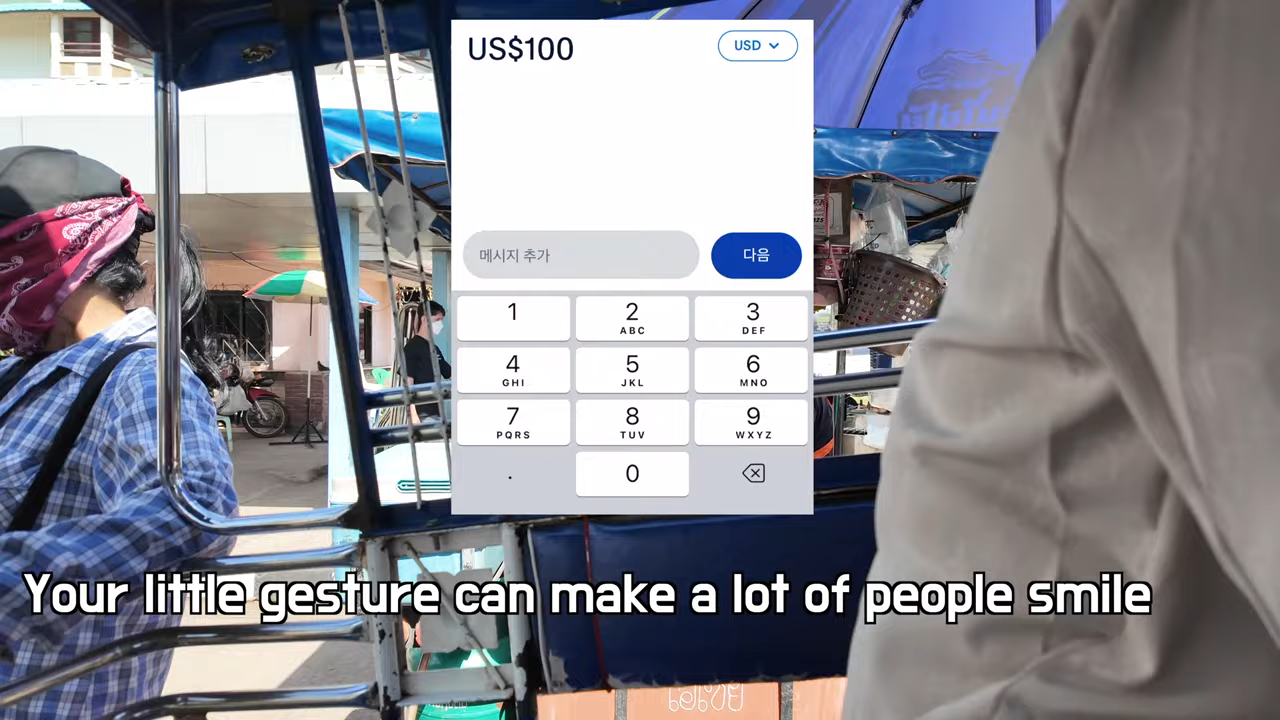 US$100
USD
메시지 추가
다음
1
2
ABC
3
DEF
4
GHI
5
JKL
6
MNO
7
PQRS
8
TUV
9
WXYZ
.
0
Your little gesture can make a lot of people smile